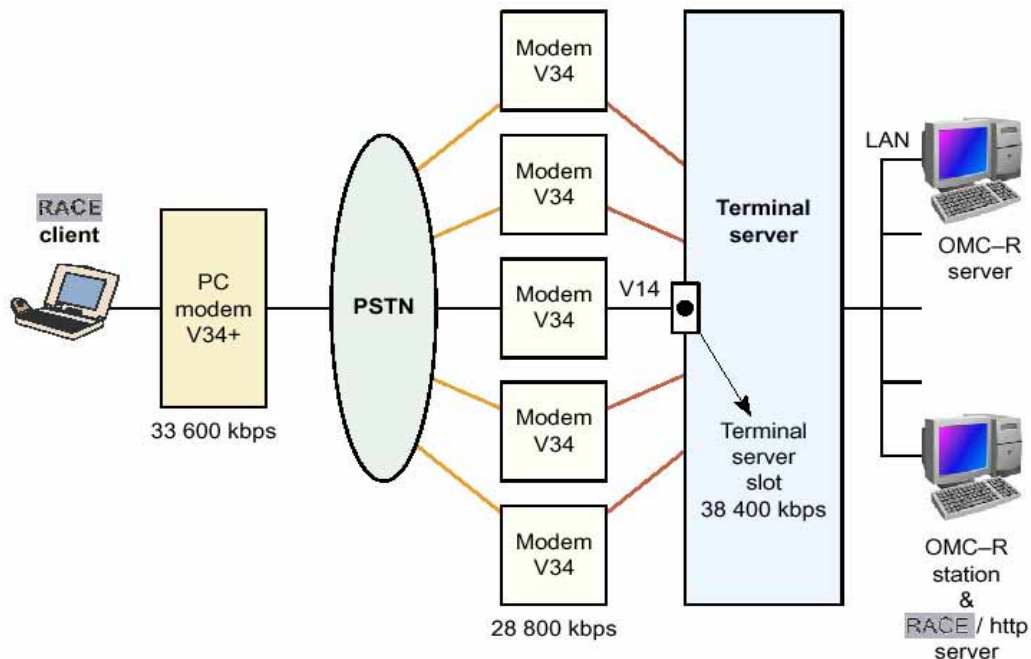 RACE
client
PC
modem
V34+
33 600 kbps
PSTN
Modem
V34
Modem
V34
Modem
V34
Modem
V34
Modem
V34
28 800 kbps
V14
Terminal
server
Terminal
server
slot
38 400 kbps
LAN
OMC–R
server
OMC–R
station
&
RACE / http
server